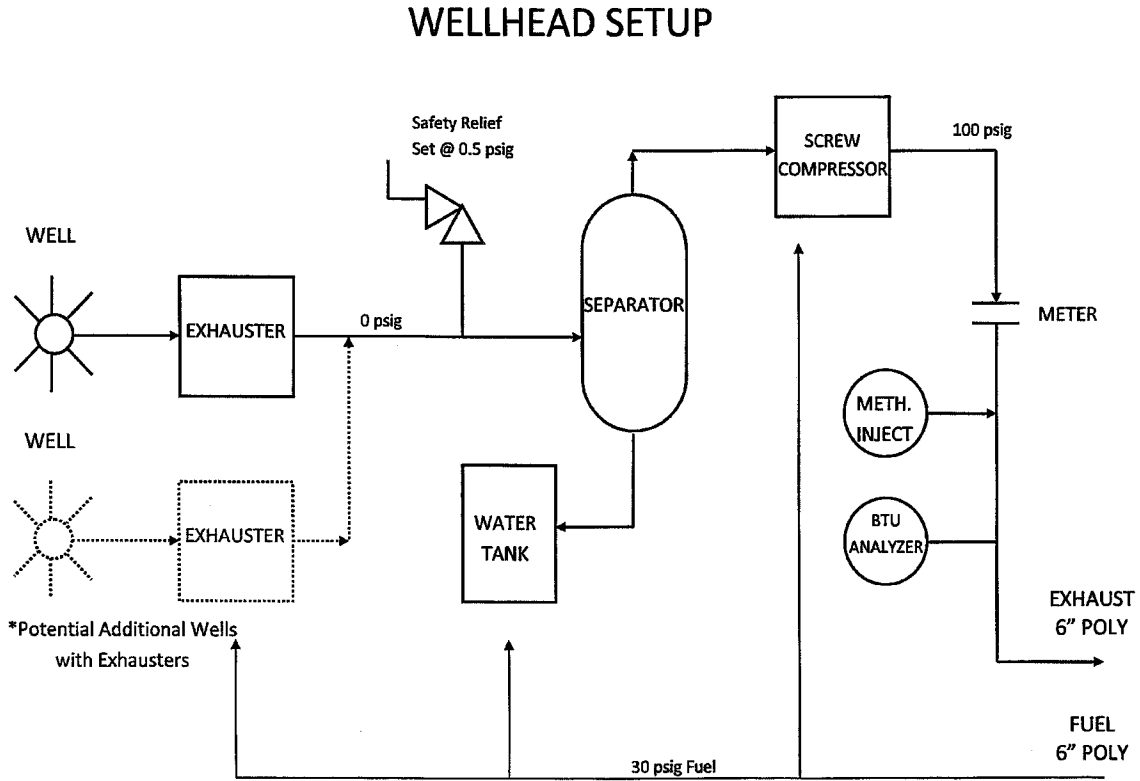 WELLHEAD SETUP
Safety Relief
Set @ 0.5 psig
SCREW
COMPRESSOR
100 psig
WELL
EXHAUSTER
0 psig
SEPARATOR
METER
METH.
INJECT
WELL
EXHAUSTER
WATER
TANK
BTU
ANALYZER
EXHAUST
6" POLY
*Potential Additional Wells
with Exhausters
FUEL
6" POLY
30 psig Fuel